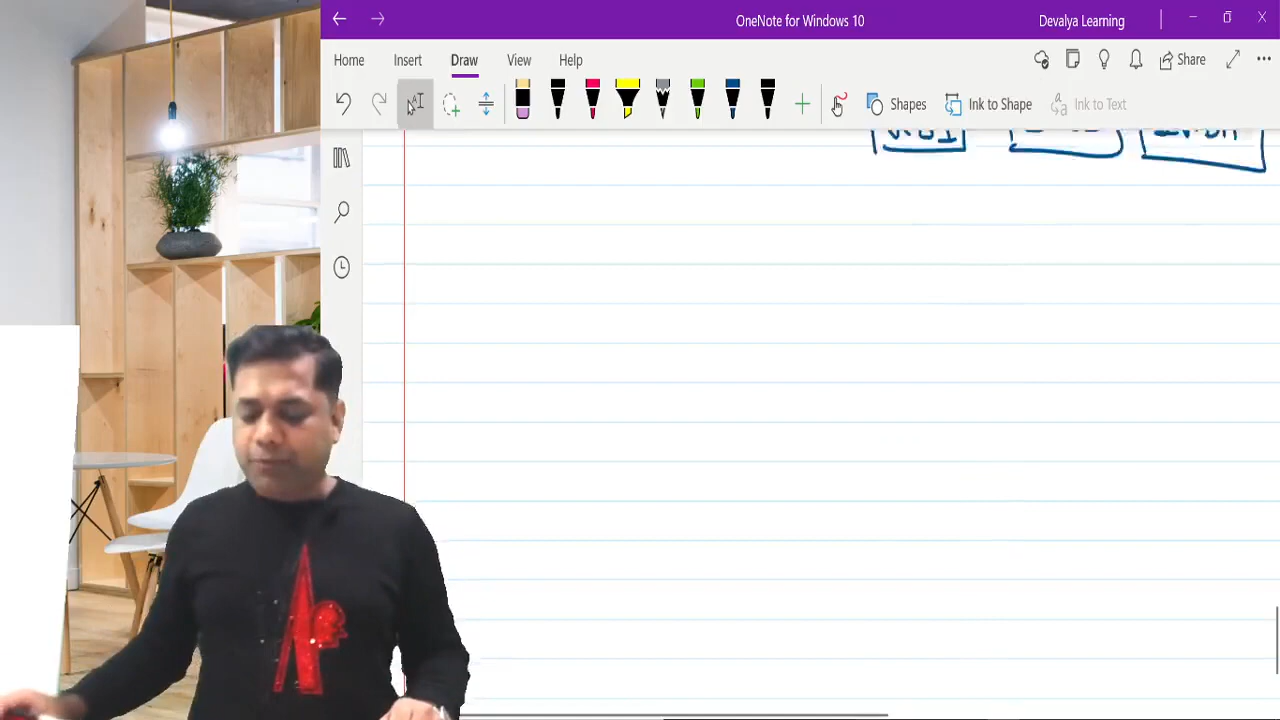 OneNote for Windows 10
Devalya Learning
Home Insert Draw View Help
Share
Shapes
Ink to Shape
Ink to Text